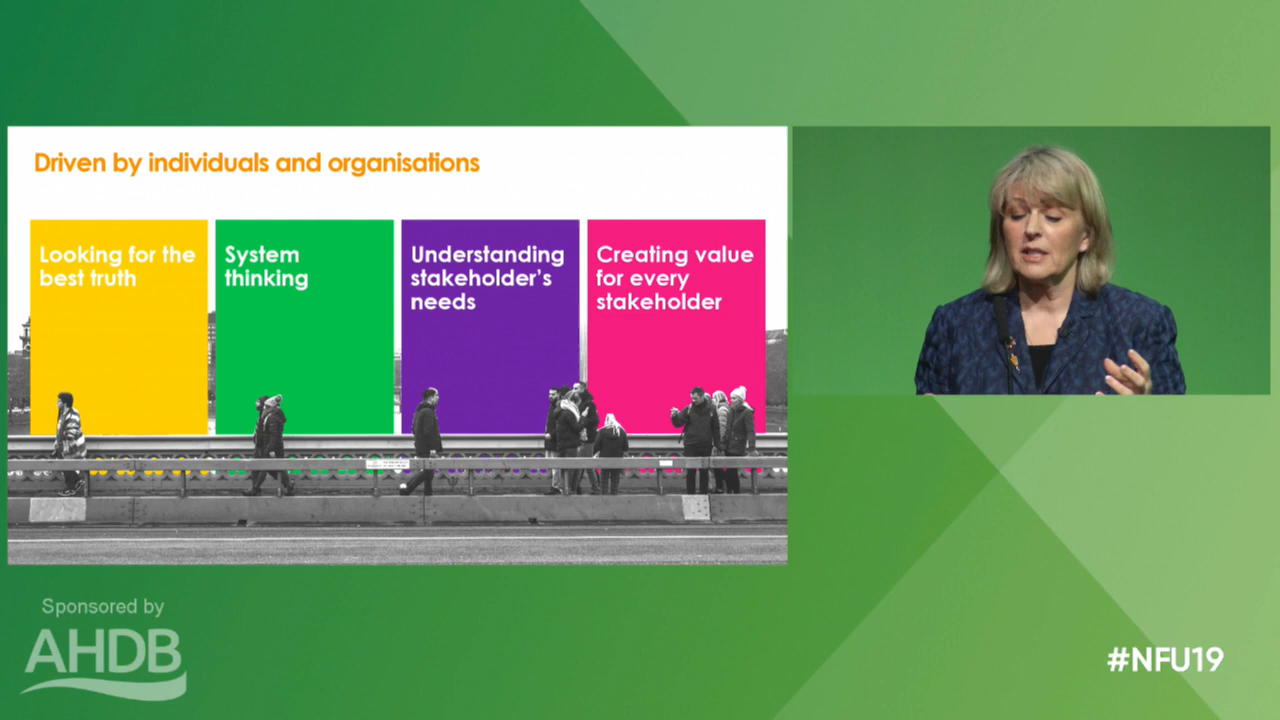 Driven by individuals and organisations
Looking for the
best truth
System
thinking
Understanding
stakeholder's
needs
Creating value
for every
stakeholder
Sponsored by
AHDB
#NFU19